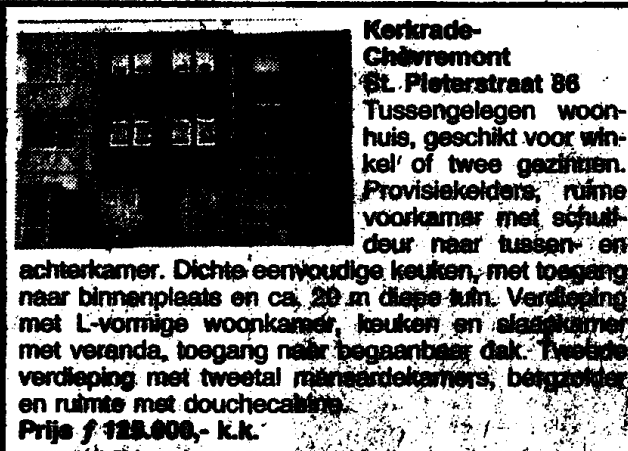 Kerkrade-
Chèvremont
St. Pieterstraat 86
Tussengelegen woon-
huis, geschikt voor win-
kel of twee gezinnen.
Provisiekelders, ruime
voorkamer met schuif-
deur naar tussen- en
achterkamer. Dichte eenvoudige keuken, met toegang
naar binnenplaats en ca. 20 m diepe tuin. Verdieping
met L-vormige woonkamer, keuken en slaapkamer
met veranda, toegang naar begaanbaar dak. Tweede
verdieping met tweetal mansardekamers, bergzolder
en ruimte met douchecabine.
Prijs ƒ 125.000,- k.k.